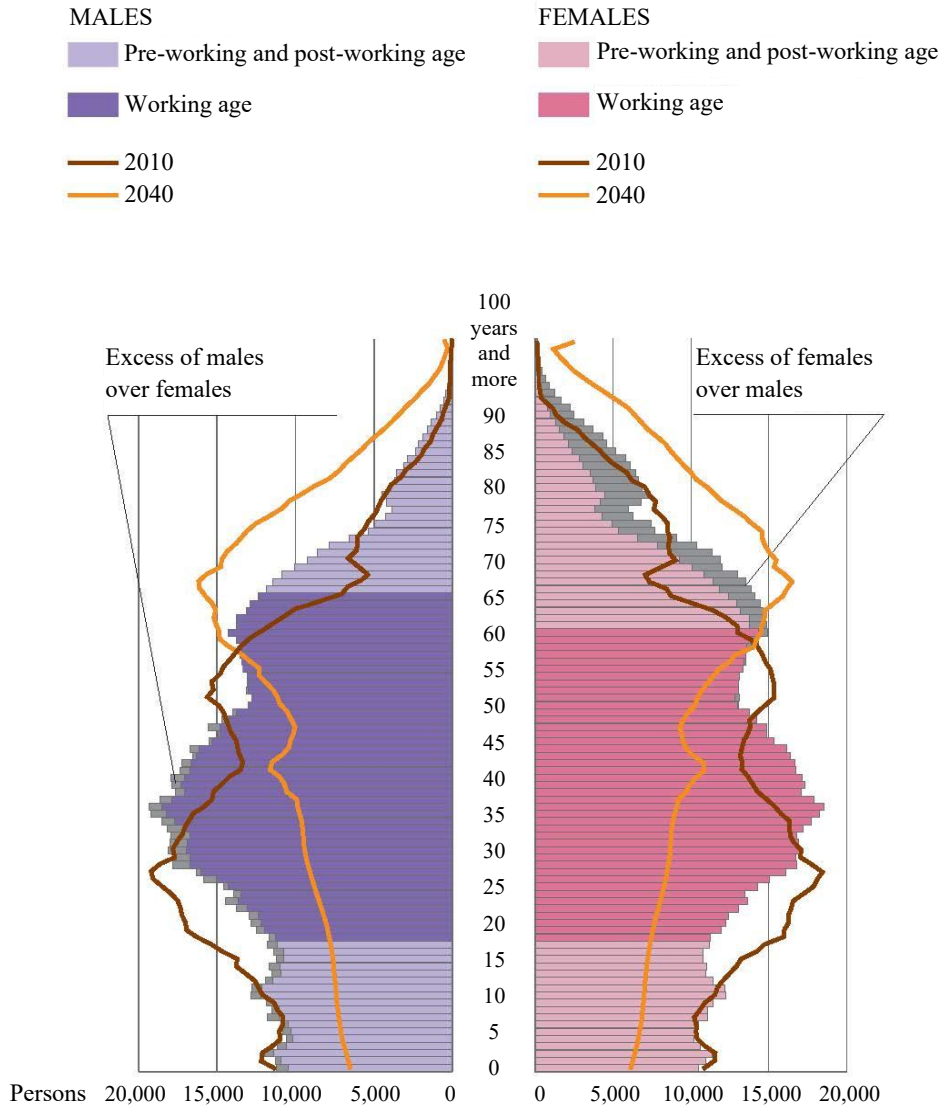 MALES
Pre-working and post-working age
Working age
2010
2040
FEMALES
Pre-working and post-working age
Working age
2010
2040
100
years
and
more
Excess of males
over females
Excess of females
over males
90
85
80
75
70
65
60
55
50
45
40
35
30
25
20
15
10
5
0
Persons 20,000 15,000 10,000 5,000 0 0 5,000 10,000 15,000 20,000